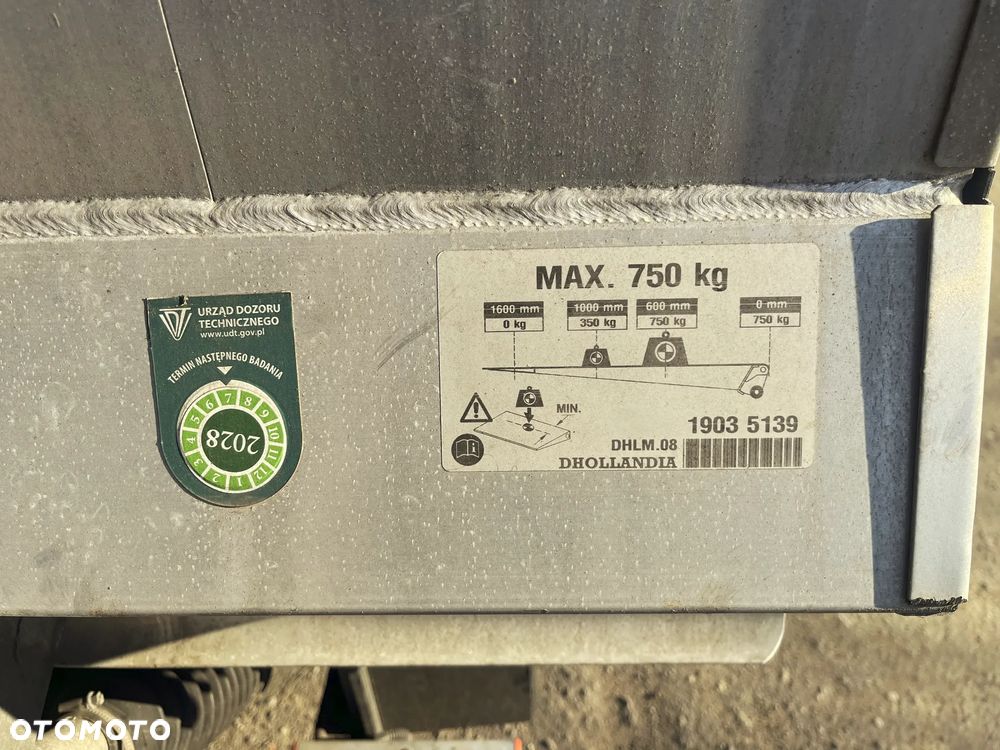 URZĄD DOZORU
TECHNICZNEGO
www.udt.gov.pl
TERMIN NASTĘPNEGO BADANIA
1 2 3 4 5 6 7 8 9 10 11 12
2028
MAX. 750 kg
1600 mm 1000 mm 600 mm 0 mm
0 kg 350 kg 750 kg 750 kg
MIN.
1903 5139
DHLM.08
DHOLLANDIA
OTOMOTO